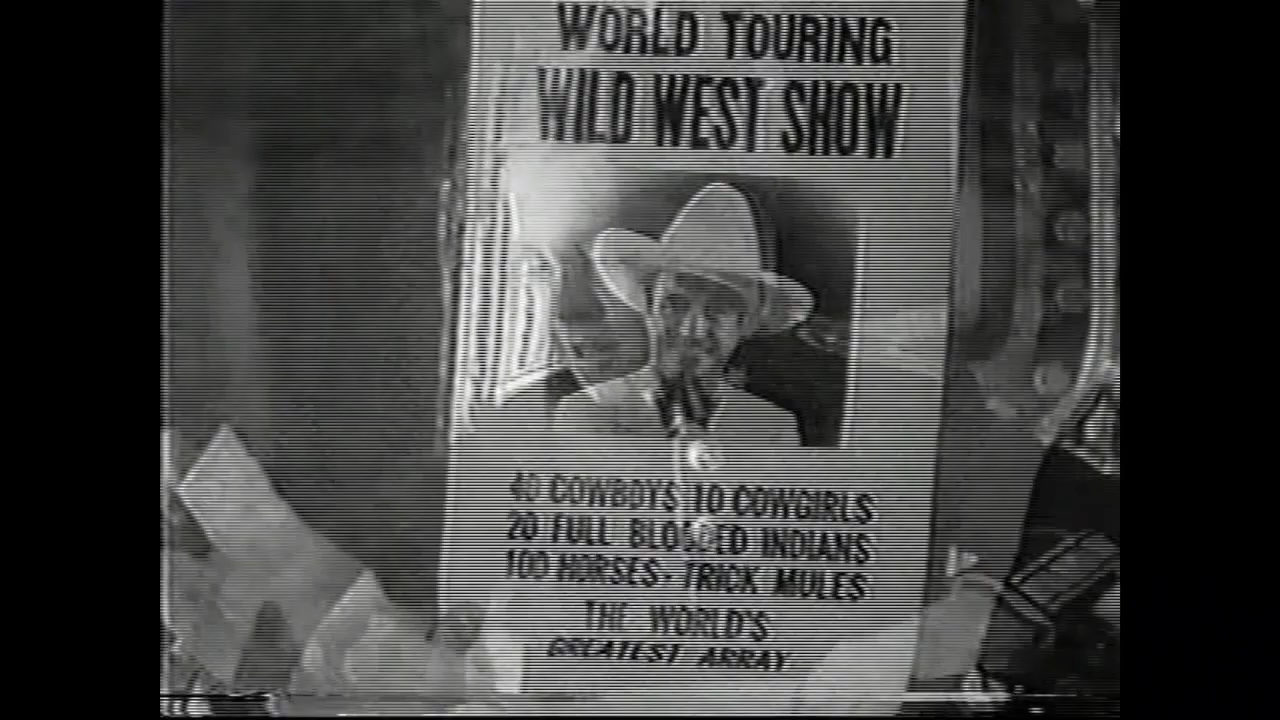 WORLD TOURING
WILD WEST SHOW
40 COWBOYS 10 COWGIRLS
20 FULL BLOODED INDIANS
100 HORSES - TRICK MULES
THE WORLD'S
GREATEST ARRAY